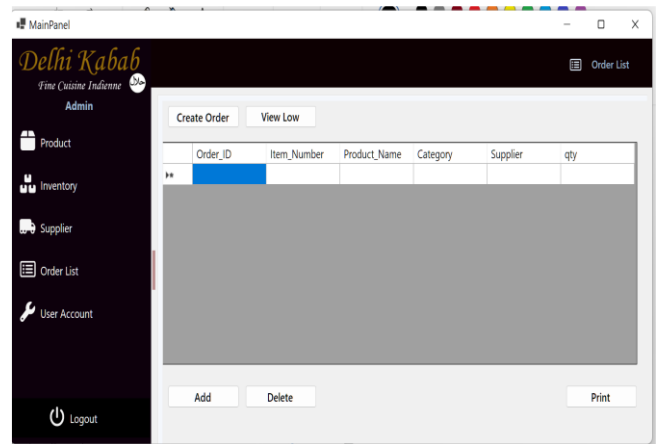 MainPanel
Delhi Kabab
Fine Cuisine Indienne
حلال
Admin
Product
Inventory
Supplier
Order List
User Account
Logout
Order List
Create Order View Low
Order_ID Item_Number Product_Name Category Supplier qty
Add Delete Print